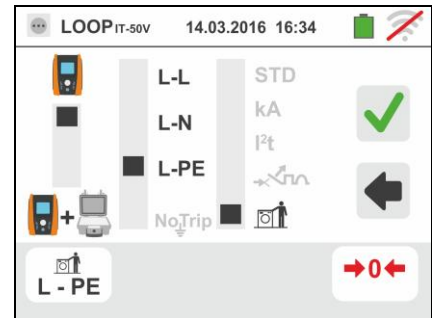 LOOP IT-50V 14.03.2016 16:34
L-L STD
L-N kA
I²t
L-PE
NoTrip
L - PE
→0←